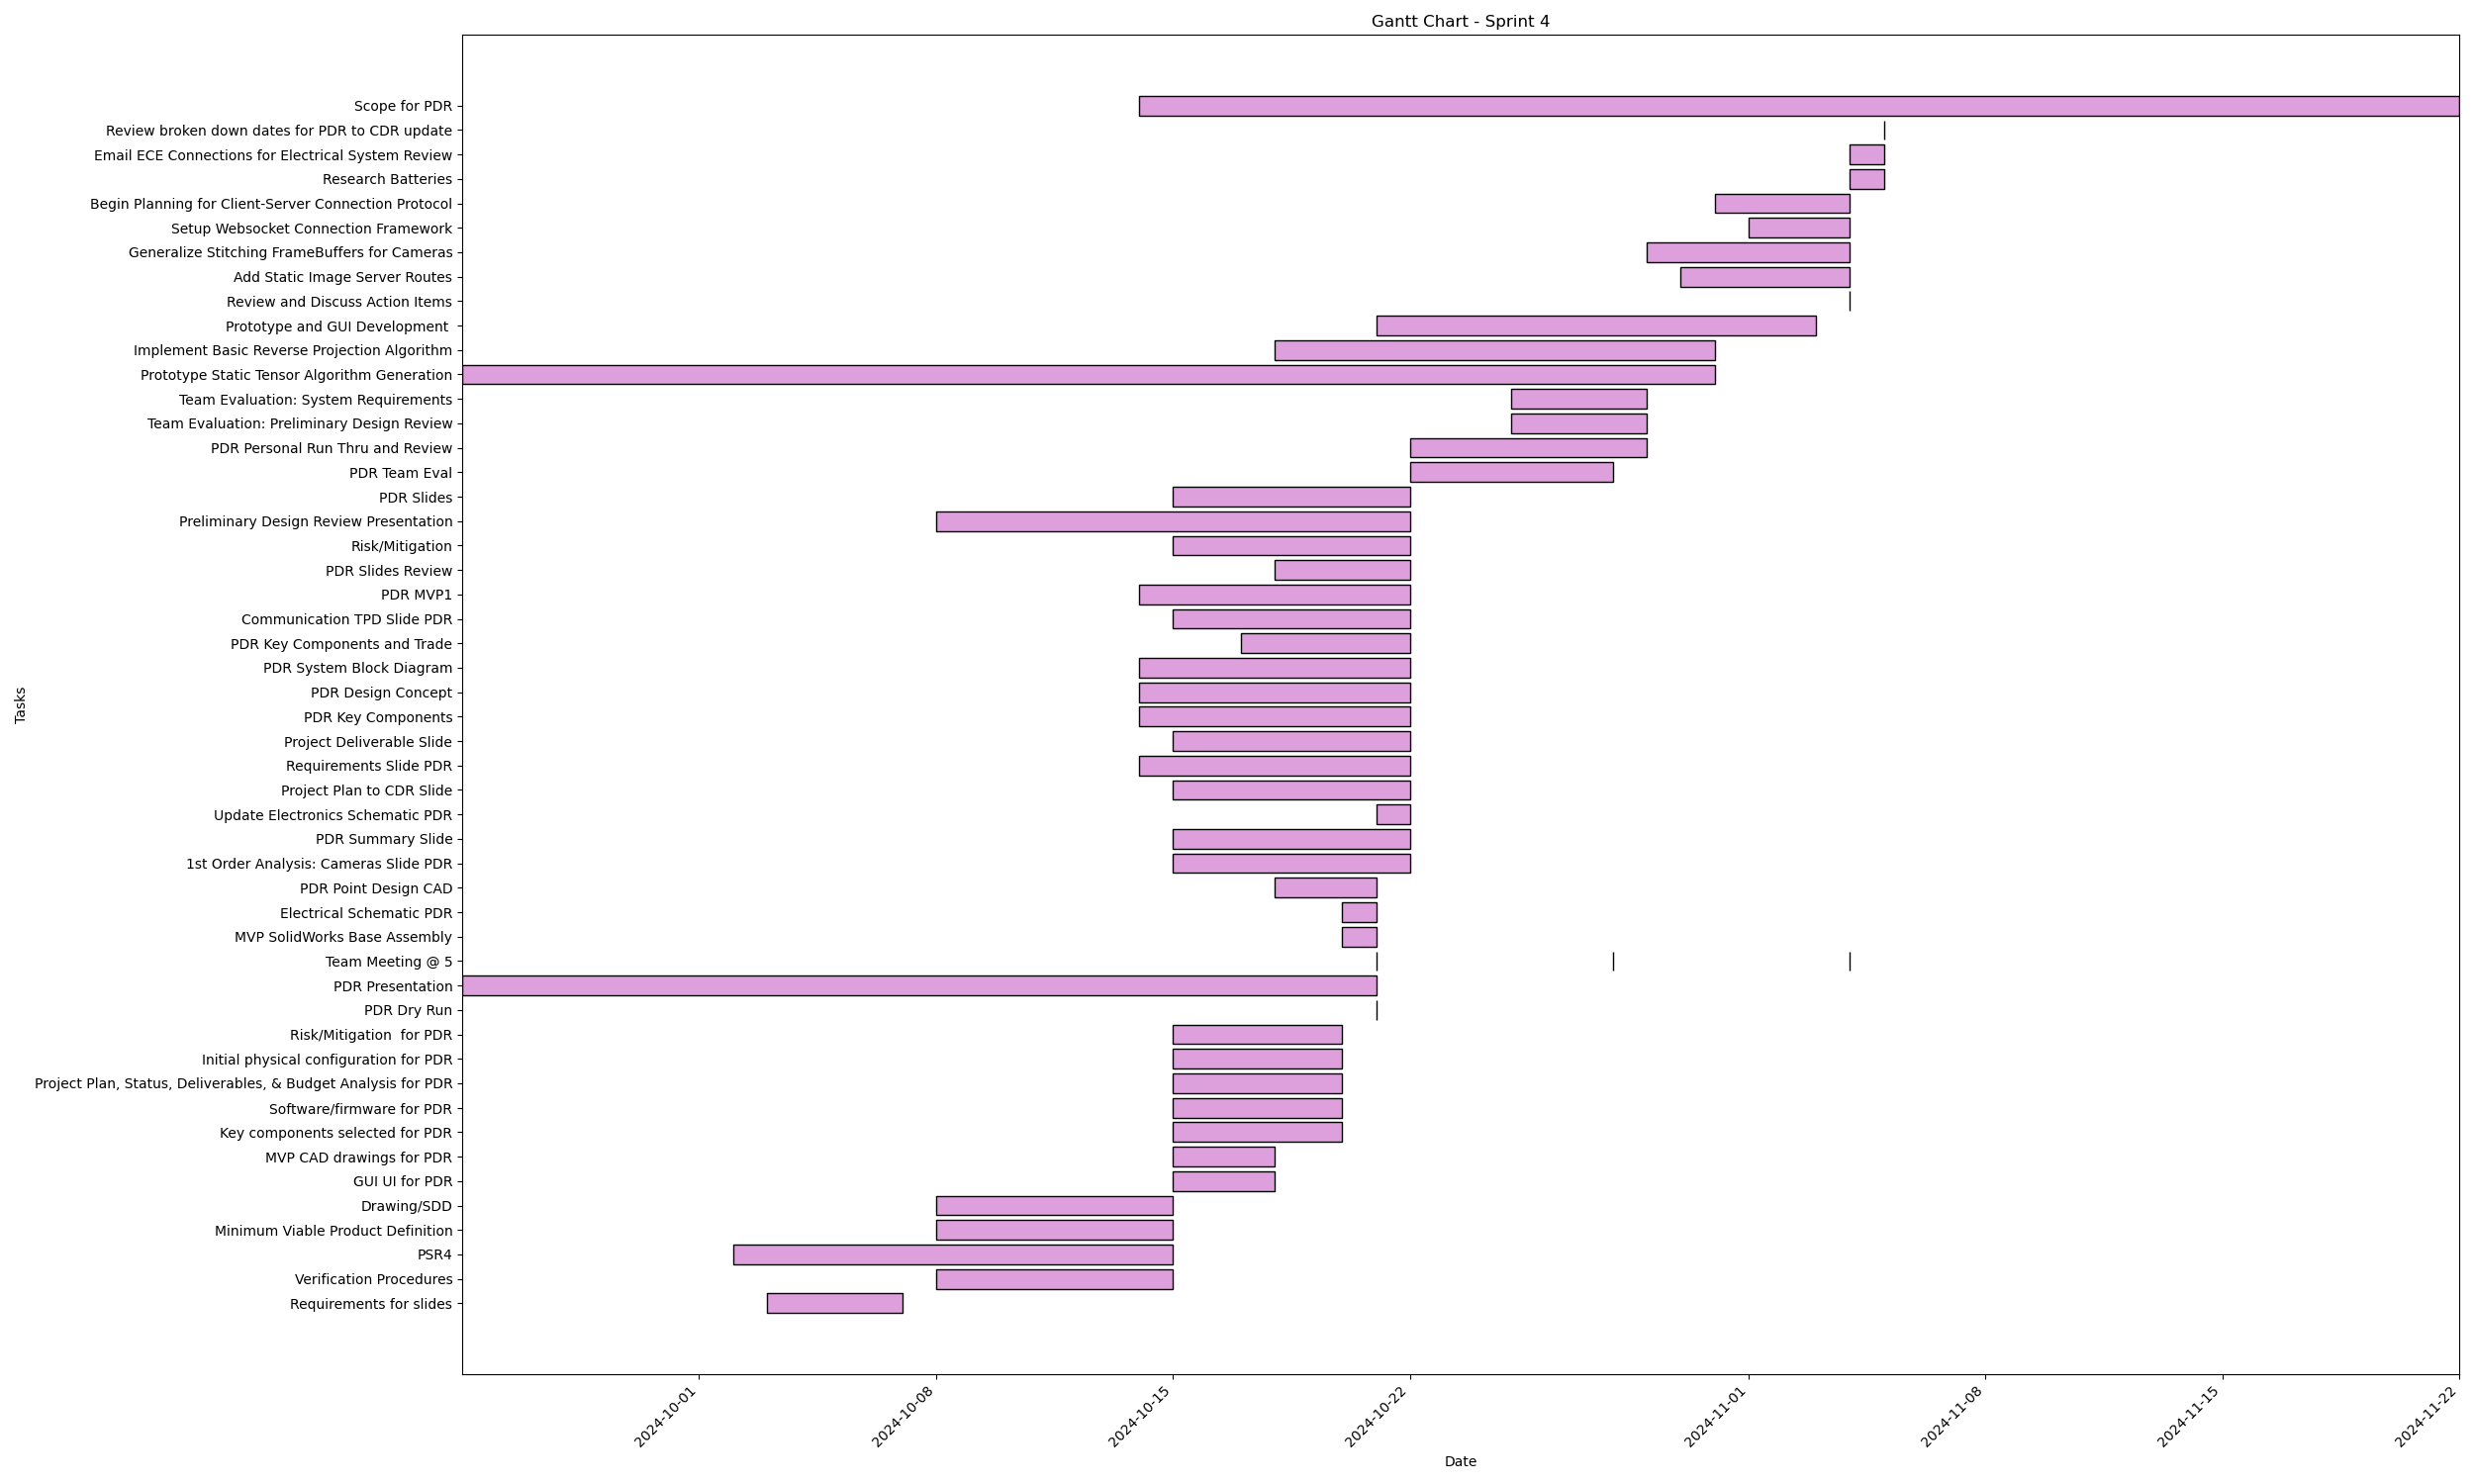 Gantt Chart - Sprint 4
Scope for PDR
Review broken down dates for PDR to CDR update
Email ECE Connections for Electrical System Review
Research Batteries
Begin Planning for Client-Server Connection Protocol
Setup Websocket Connection Framework
Generalize Stitching FrameBuffers for Cameras
Add Static Image Server Routes
Review and Discuss Action Items
Prototype and GUI Development
Implement Basic Reverse Projection Algorithm
Prototype Static Tensor Algorithm Generation
Team Evaluation: System Requirements
Team Evaluation: Preliminary Design Review
PDR Personal Run Thru and Review
PDR Team Eval
PDR Slides
Preliminary Design Review Presentation
Risk/Mitigation
PDR Slides Review
PDR MVP1
Communication TPD Slide PDR
PDR Key Components and Trade
PDR System Block Diagram
PDR Design Concept
PDR Key Components
Project Deliverable Slide
Requirements Slide PDR
Project Plan to CDR Slide
Update Electronics Schematic PDR
PDR Summary Slide
1st Order Analysis: Cameras Slide PDR
PDR Point Design CAD
Electrical Schematic PDR
MVP SolidWorks Base Assembly
Team Meeting @ 5
PDR Presentation
PDR Dry Run
Risk/Mitigation  for PDR
Initial physical configuration for PDR
Project Plan, Status, Deliverables, & Budget Analysis for PDR
Software/firmware for PDR
Key components selected for PDR
MVP CAD drawings for PDR
GUI UI for PDR
Drawing/SDD
Minimum Viable Product Definition
PSR4
Verification Procedures
Requirements for slides
Tasks
2024-10-01
2024-10-08
2024-10-15
2024-10-22
2024-11-01
2024-11-08
2024-11-15
2024-11-22
Date